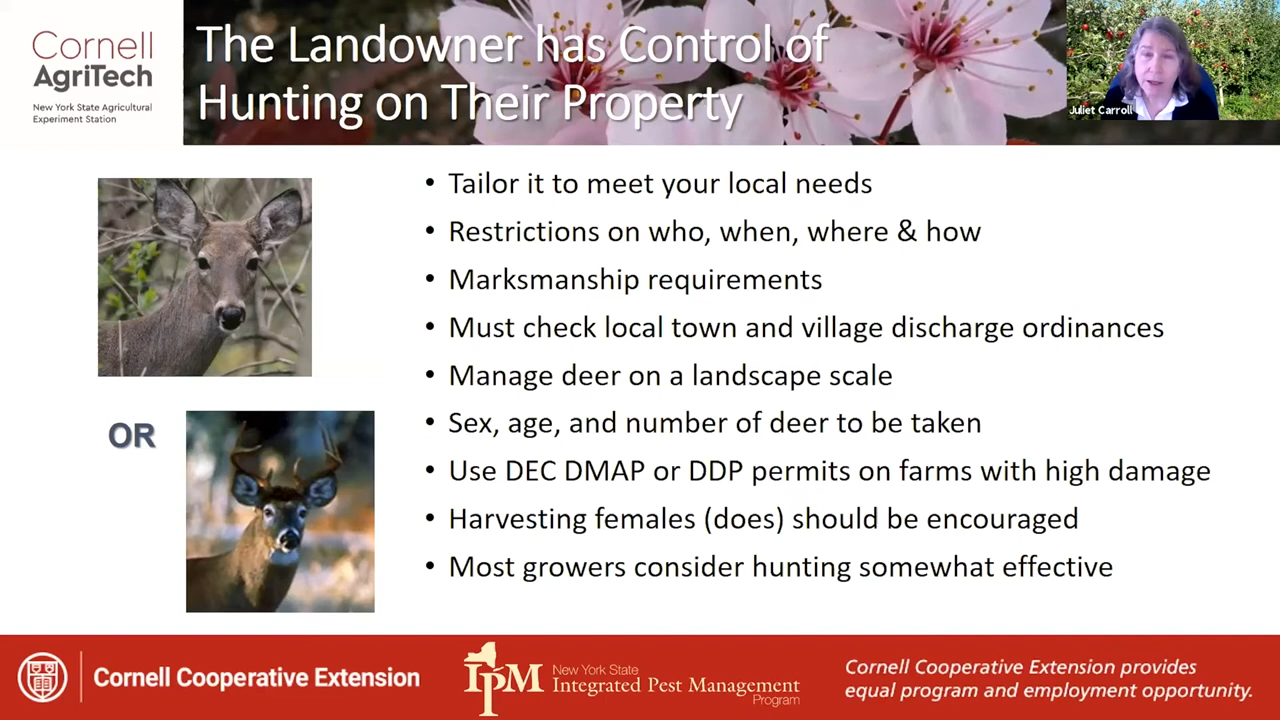 Cornell
AgriTech
New York State Agricultural
Experiment Station
The Landowner has Control of
Hunting on Their Property
Juliet Carroll
• Tailor it to meet your local needs
• Restrictions on who, when, where & how
• Marksmanship requirements
• Must check local town and village discharge ordinances
• Manage deer on a landscape scale
• Sex, age, and number of deer to be taken
• Use DEC DMAP or DDP permits on farms with high damage
• Harvesting females (does) should be encouraged
• Most growers consider hunting somewhat effective
OR
Cornell Cooperative Extension
IPM
New York State
Integrated Pest Management
Program
Cornell Cooperative Extension provides
equal program and employment opportunity.